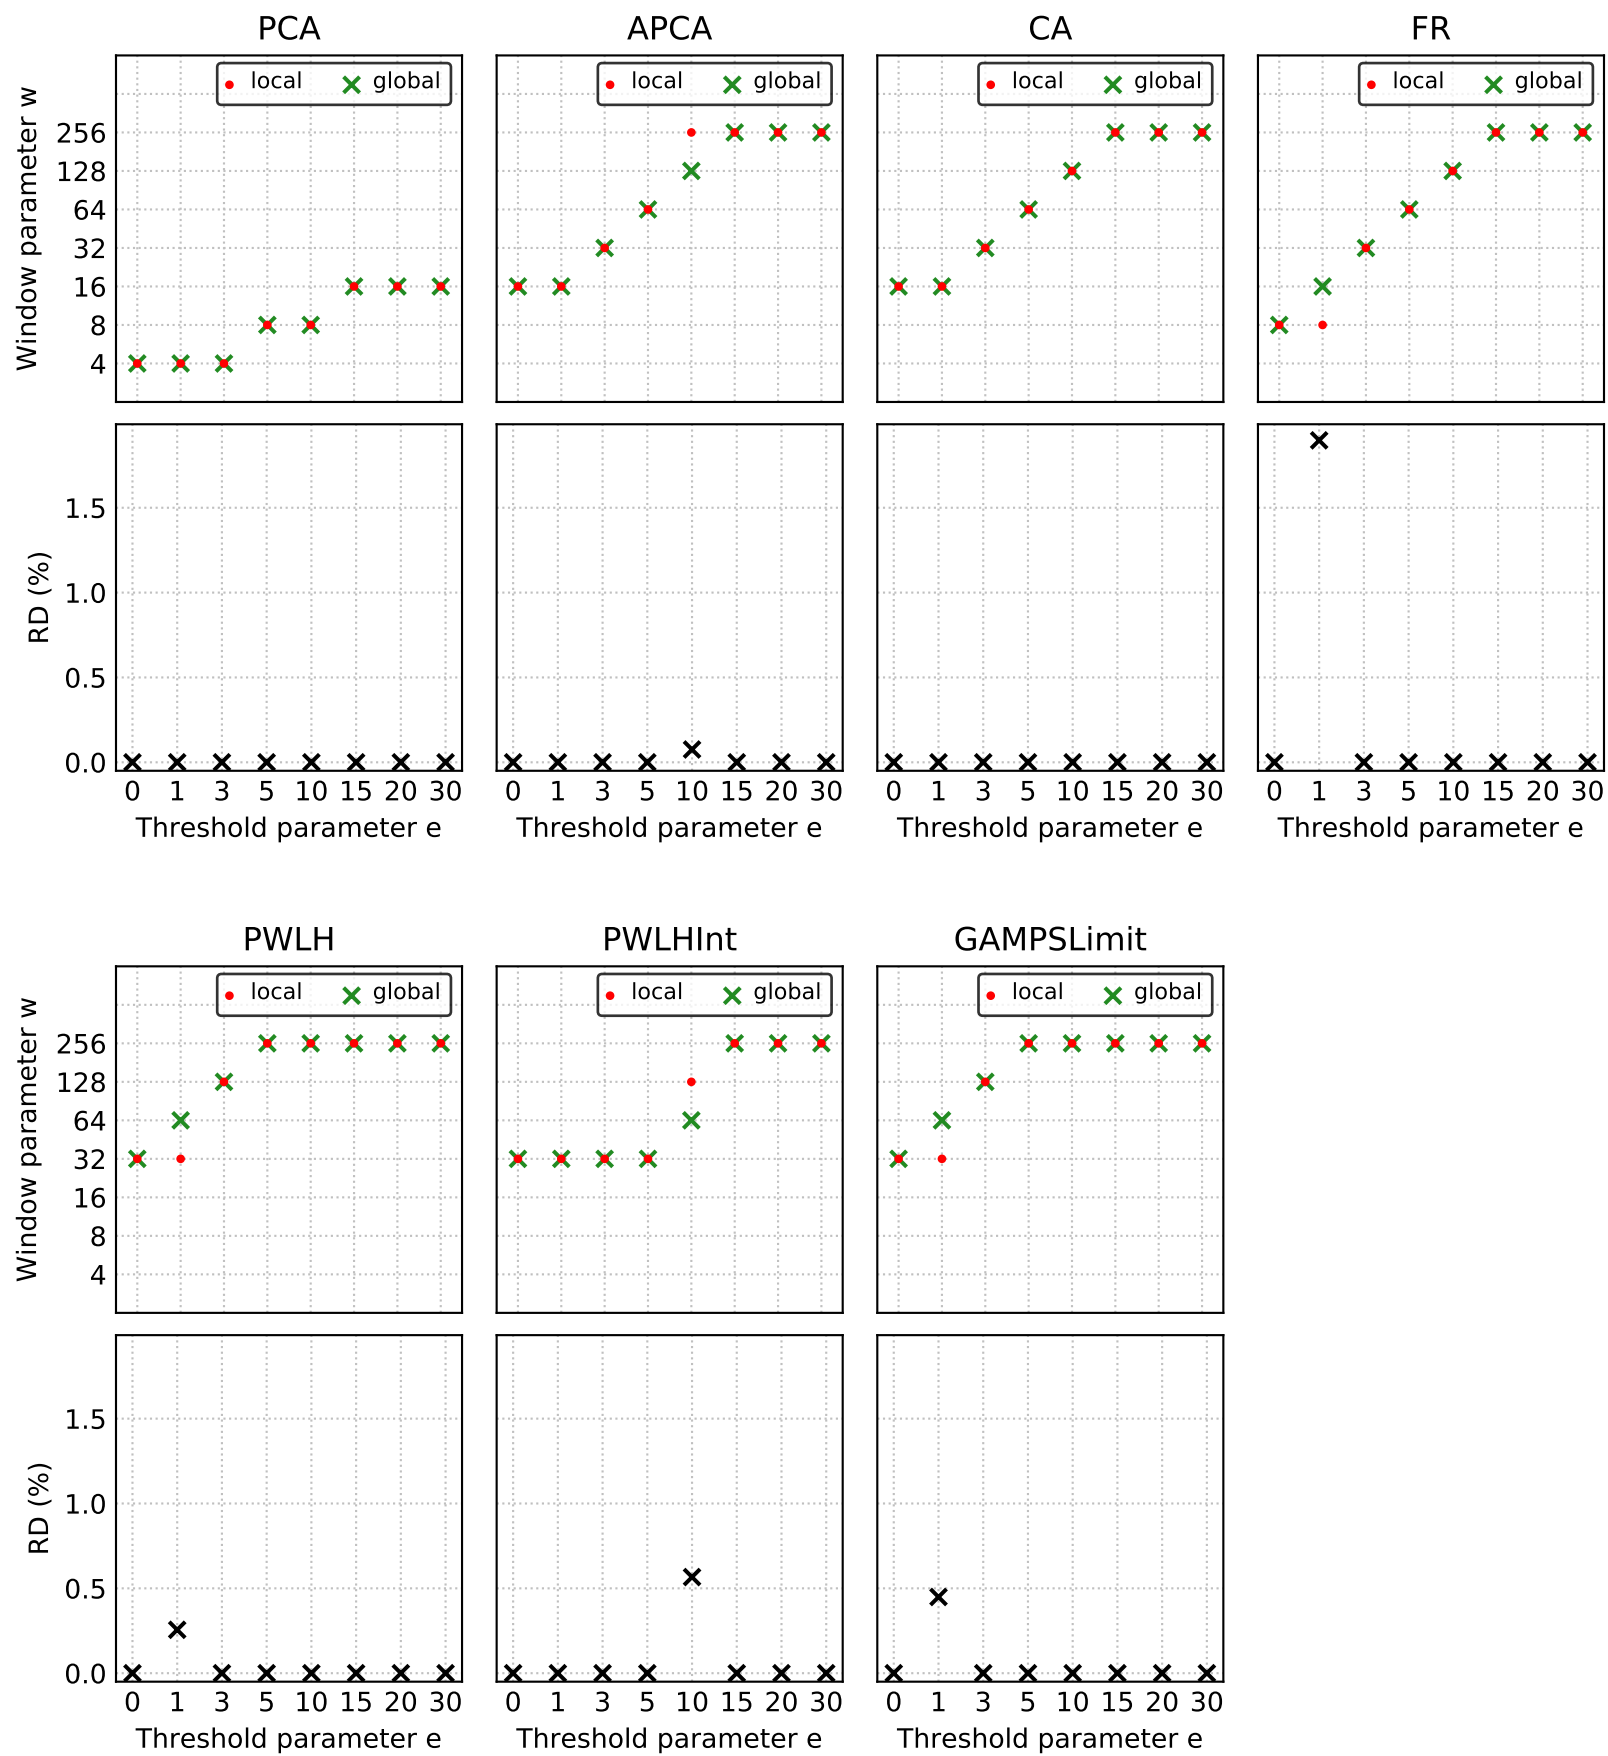 PCA APCA CA FR
local global local global local global local global
Window parameter w
256
128
64
32
16
8
4
RD (%)
1.5
1.0
0.5
0.0
0 1 3 5 10 15 20 30 0 1 3 5 10 15 20 30 0 1 3 5 10 15 20 30 0 1 3 5 10 15 20 30
Threshold parameter e Threshold parameter e Threshold parameter e Threshold parameter e
PWLH PWLHInt GAMPSLimit
local global local global local global
Window parameter w
256
128
64
32
16
8
4
RD (%)
1.5
1.0
0.5
0.0
0 1 3 5 10 15 20 30 0 1 3 5 10 15 20 30 0 1 3 5 10 15 20 30
Threshold parameter e Threshold parameter e Threshold parameter e